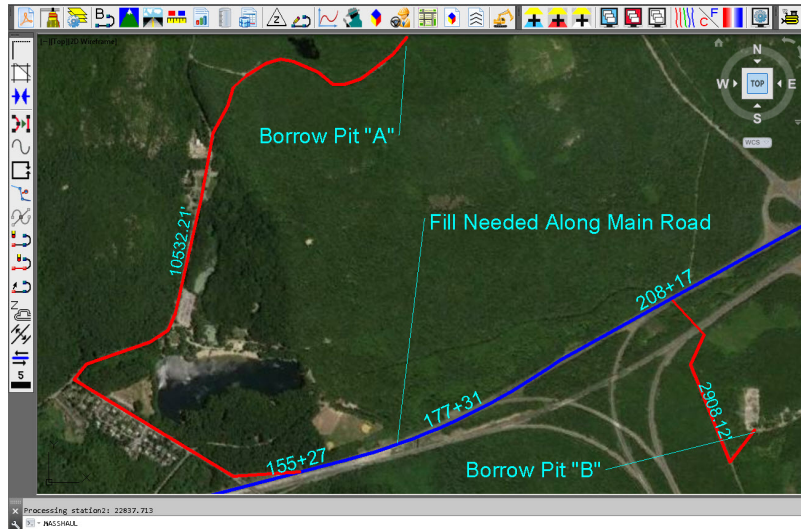 [-][Top][2D Wireframe]
N
W
TOP
E
S
WCS
Borrow Pit "A"
10532.21'
Fill Needed Along Main Road
208+17
177+31
2908.12'
155+27
Borrow Pit "B"
5
Processing station2: 22837.713
MASSHAUL